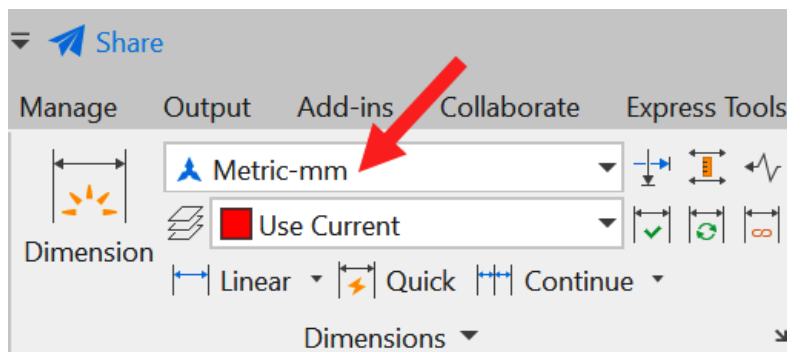 Share
Manage Output Add-ins Collaborate Express Tools
Metric-mm
Use Current
Dimension
Linear Quick Continue
Dimensions